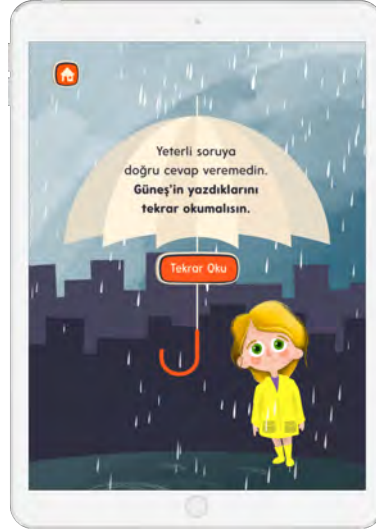 Yeterli soruya
doğru cevap veremedin.
Güneş'in yazdıklarını
tekrar okumalısın.
Tekrar Oku